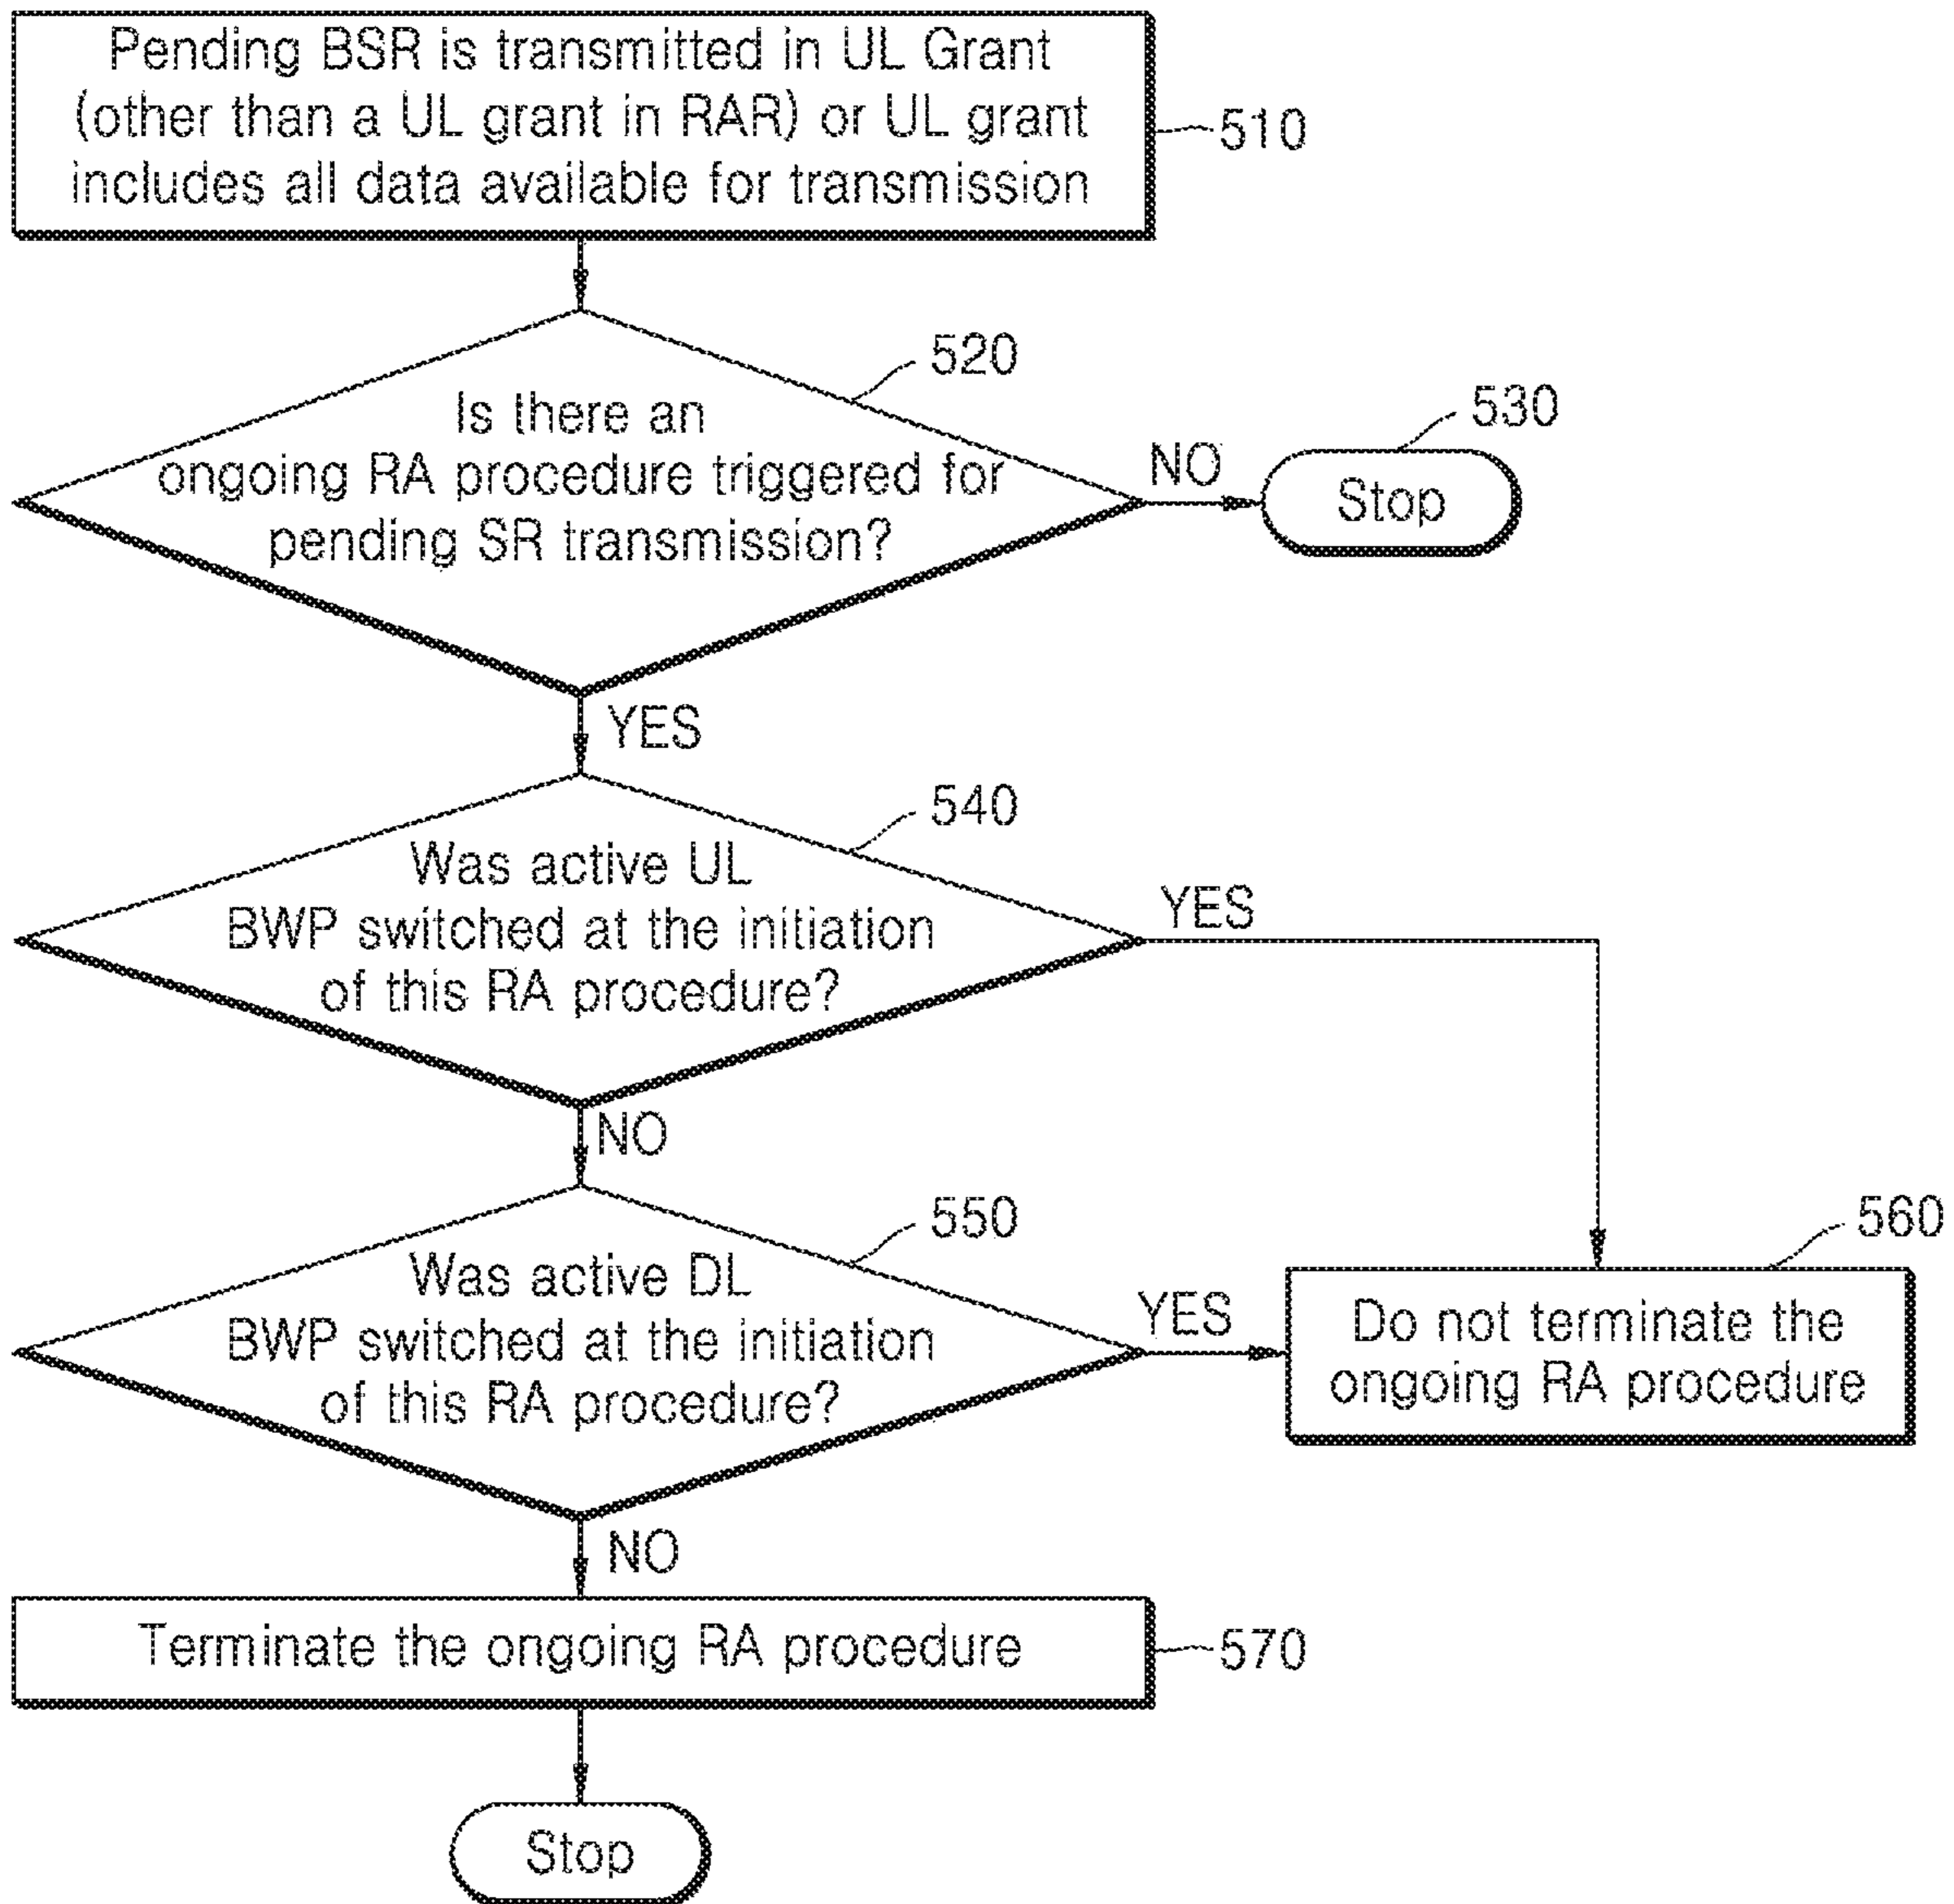 Pending BSR is transmitted in UL Grant
(other than a UL grant in RAR) or UL grant
includes all data available for transmission
510
520
Is there an
ongoing RA procedure triggered for
pending SR transmission?
NO
530
Stop
YES
540
Was active UL
BWP switched at the initiation
of this RA procedure?
YES
NO
550
Was active DL
BWP switched at the initiation
of this RA procedure?
YES
560
Do not terminate the
ongoing RA procedure
NO
Terminate the ongoing RA procedure
570
Stop